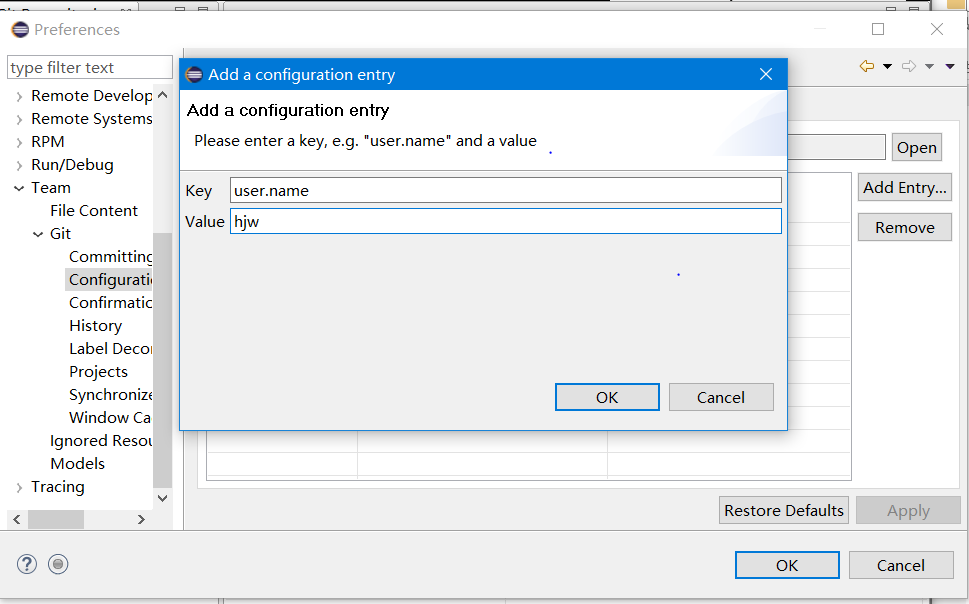 Preferences
type filter text
Remote Develop
Remote Systems
RPM
Run/Debug
Team
File Content
Git
Committing
Configuratio
Confirmatic
History
Label Decor
Projects
Synchronize
Window Ca
Ignored Resou
Models
Tracing
Add a configuration entry
Add a configuration entry
Please enter a key, e.g. "user.name" and a value
Key user.name
Value hjw
OK Cancel
Open
Add Entry...
Remove
Restore Defaults Apply
OK Cancel